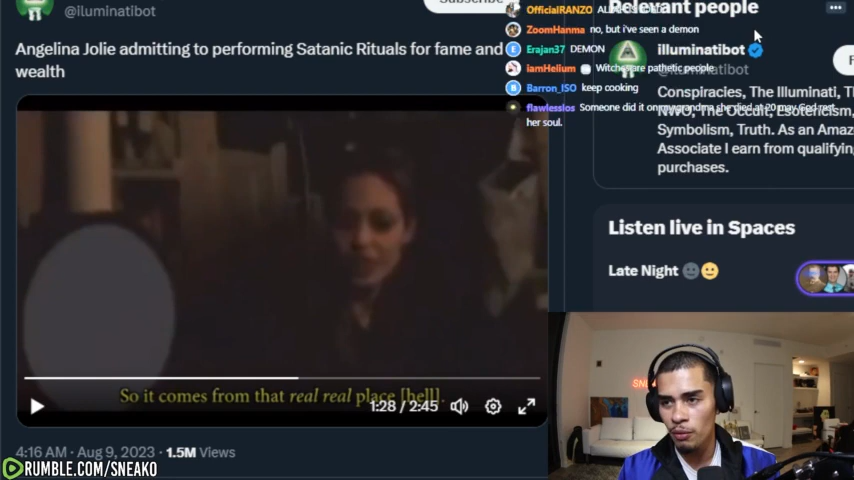 @iluminatibot
Subscribe
Angelina Jolie admitting to performing Satanic Rituals for fame and
wealth
So it comes from that real real place [hell].
1:28 / 2:45
4:16 AM · Aug 9, 2023 · 1.5M Views
RUMBLE.COM/SNEAKO
OfficialRANZO
ZoomHanma no, but i've seen a demon
Erajan37 DEMON
iamHelium Witches are pathetic people
Barron_ISO keep cooking
flawlessios Someone did it on my grandma she died at 20 may God rest
her soul.
Relevant people
illuminatibot
@iluminatibot
Conspiracies, The Illuminati,
NWO, The Occult, Esotericism,
Symbolism, Truth. As an Amaz
Associate I earn from qualifying
purchases.
Listen live in Spaces
Late Night